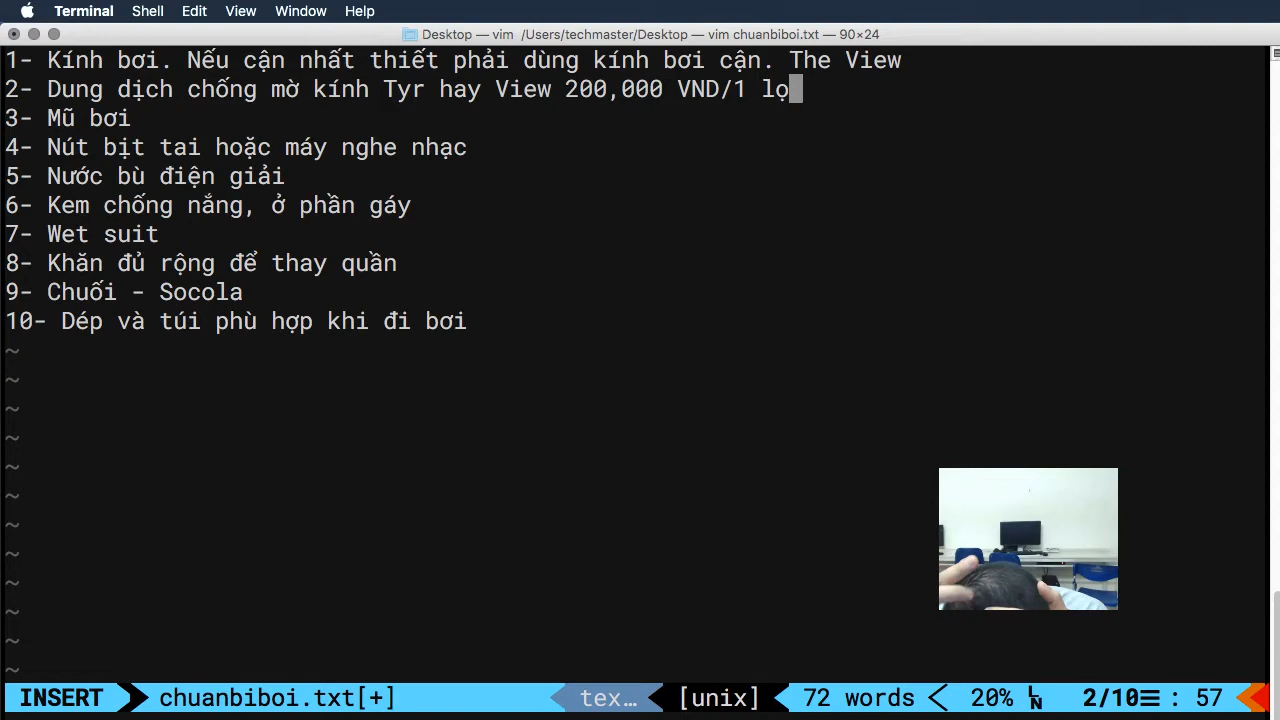 Terminal Shell Edit View Window Help
Desktop — vim /Users/techmaster/Desktop — vim chuanbiboi.txt — 90×24
1- Kính bơi. Nếu cận nhất thiết phải dùng kính bơi cận. The View
2- Dung dịch chống mờ kính Tyr hay View 200,000 VND/1 lọ
3- Mũ bơi
4- Nút bịt tai hoặc máy nghe nhạc
5- Nước bù điện giải
6- Kem chống nắng, ở phần gáy
7- Wet suit
8- Khăn đủ rộng để thay quần
9- Chuối - Socola
10- Dép và túi phù hợp khi đi bơi
~
~
~
~
~
~
~
~
~
~
~
~
INSERT chuanbiboi.txt[+] tex… [unix] 72 words 20% LN 2/10≡ : 57